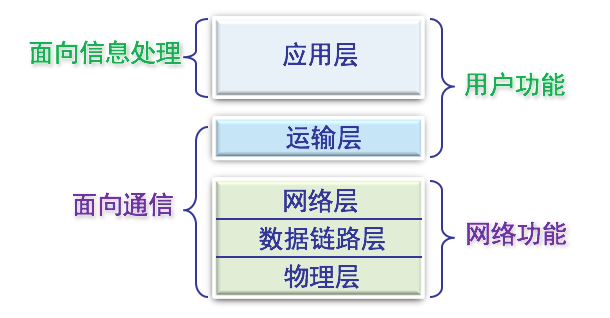 面向信息处理
应用层
用户功能
运输层
面向通信
网络层
网络功能
数据链路层
物理层